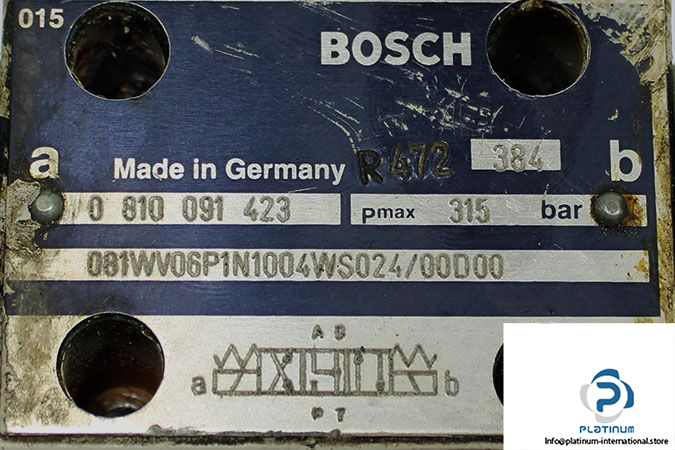 015
BOSCH
a
b
Made in Germany R 472 384
0 810 091 423
pmax 315 bar
081WV06P1N1004WS024/00D00
A B
a b
P T
P
PLATINUM
Info@platinum-international.store